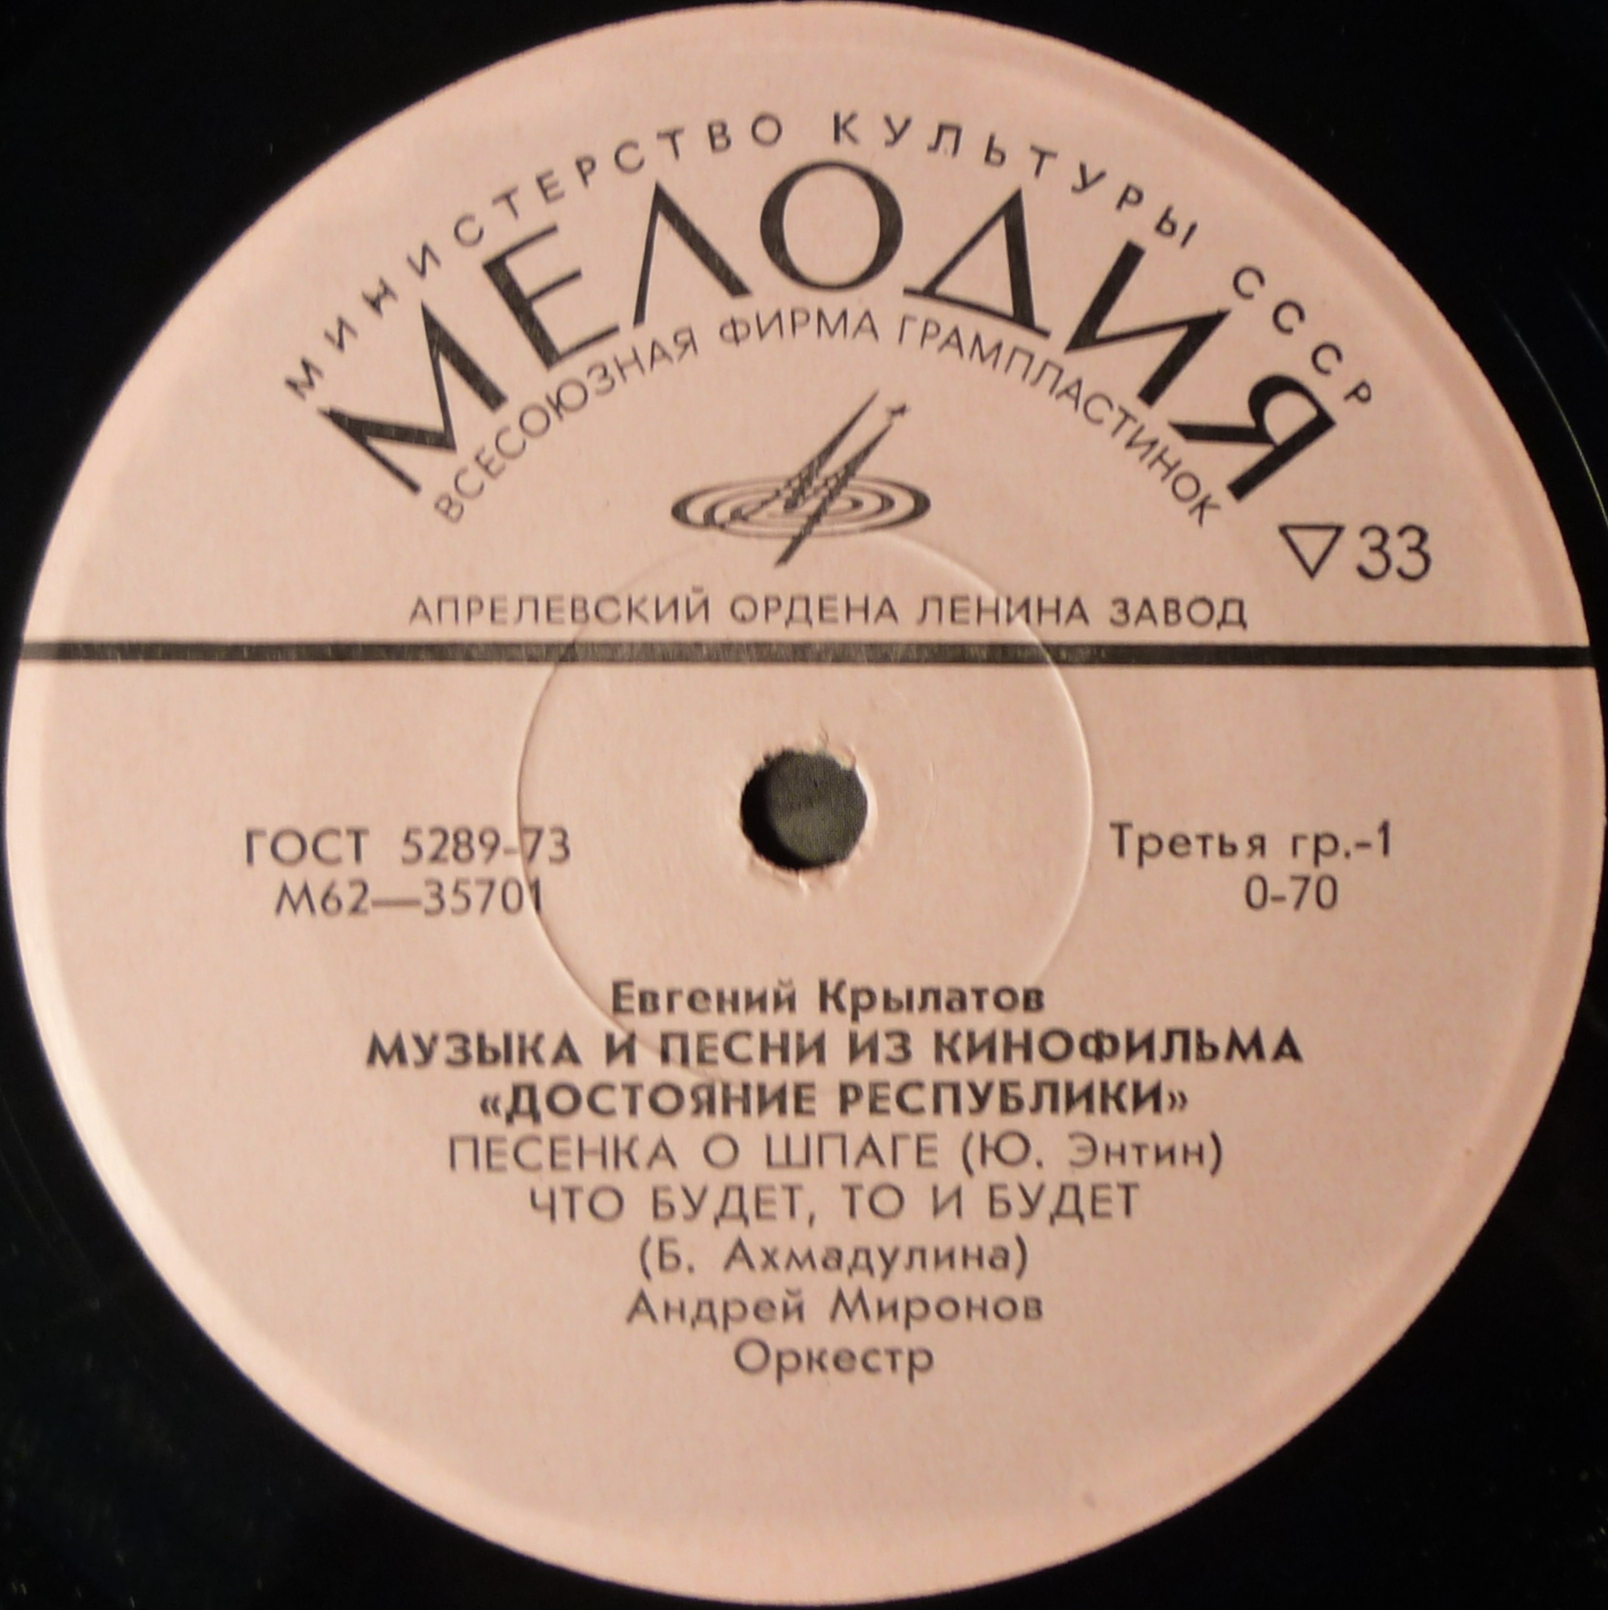 МИНИСТЕРСТВО КУЛЬТУРЫ СССР
МЕЛОДИЯ
ВСЕСОЮЗНАЯ ФИРМА ГРАМПЛАСТИНОК
▽33
АПРЕЛЕВСКИЙ ОРДЕНА ЛЕНИНА ЗАВОД
ГОСТ 5289-73
М62—35701
Третья гр.-1
0-70
Евгений Крылатов
МУЗЫКА И ПЕСНИ ИЗ КИНОФИЛЬМА
«ДОСТОЯНИЕ РЕСПУБЛИКИ»
ПЕСЕНКА О ШПАГЕ (Ю. Энтин)
ЧТО БУДЕТ, ТО И БУДЕТ
(Б. Ахмадулина)
Андрей Миронов
Оркестр